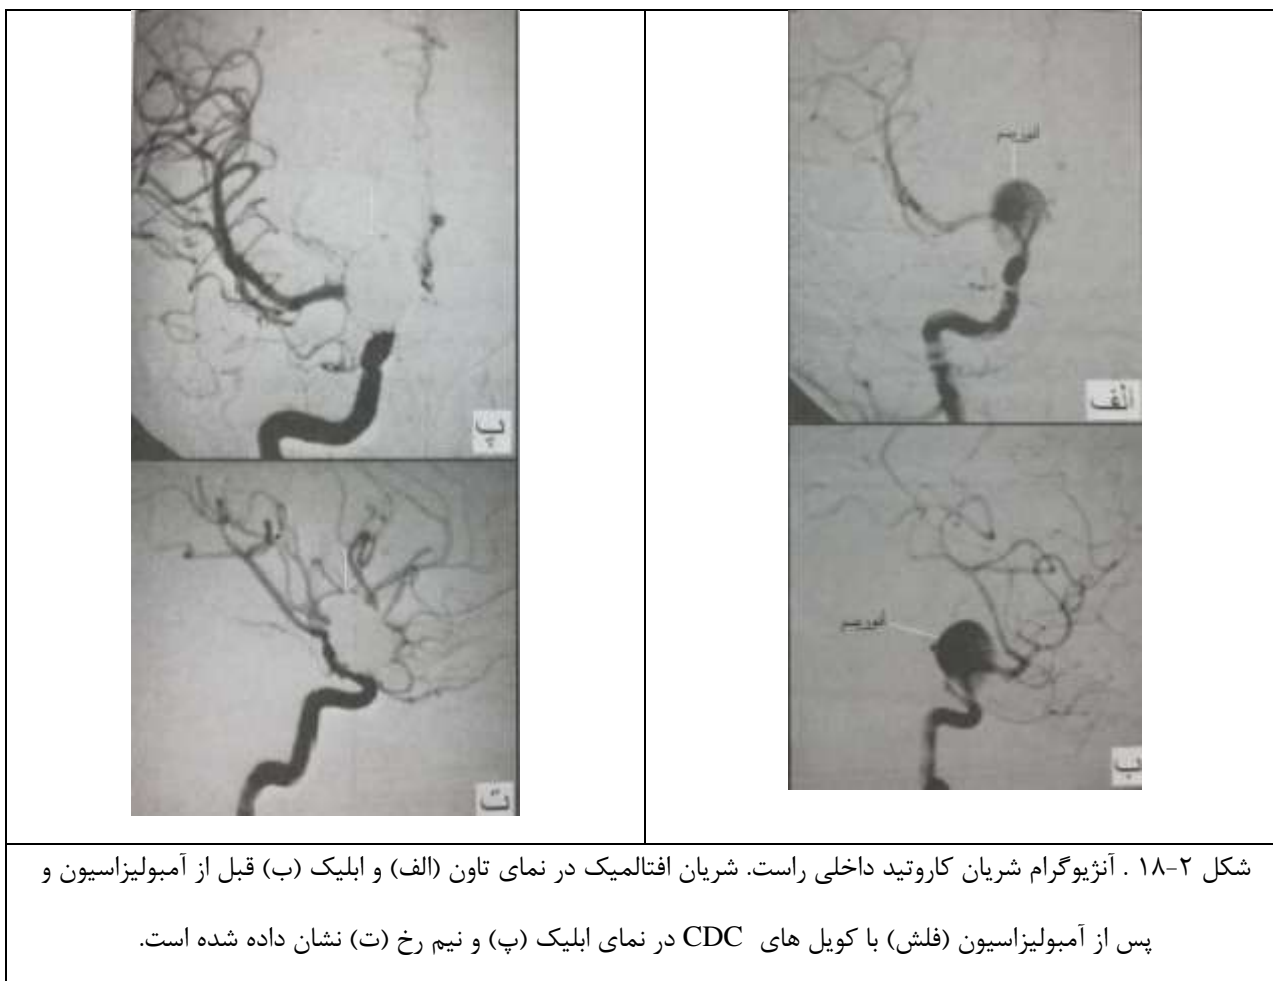 آنوریسم
الف
آنوریسم
ب
پ
ت
شکل ۲-۱۸ . آنژیوگرام شریان کاروتید داخلی راست. شریان افتالمیک در نمای تاون (الف) و ابلیک (ب) قبل از آمبولیزاسیون و
پس از آمبولیزاسیون (فلش) با کویل های CDC در نمای ابلیک (پ) و نیم رخ (ت) نشان داده شده است.